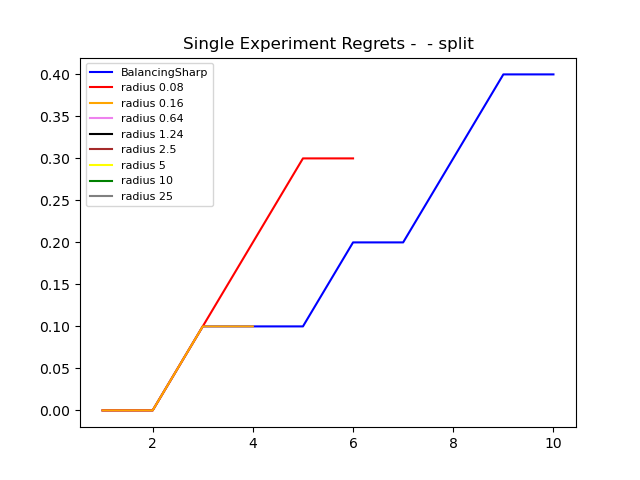 Single Experiment Regrets -  - split
BalancingSharp
radius 0.08
radius 0.16
radius 0.64
radius 1.24
radius 2.5
radius 5
radius 10
radius 25
0.40
0.35
0.30
0.25
0.20
0.15
0.10
0.05
0.00
2 4 6 8 10